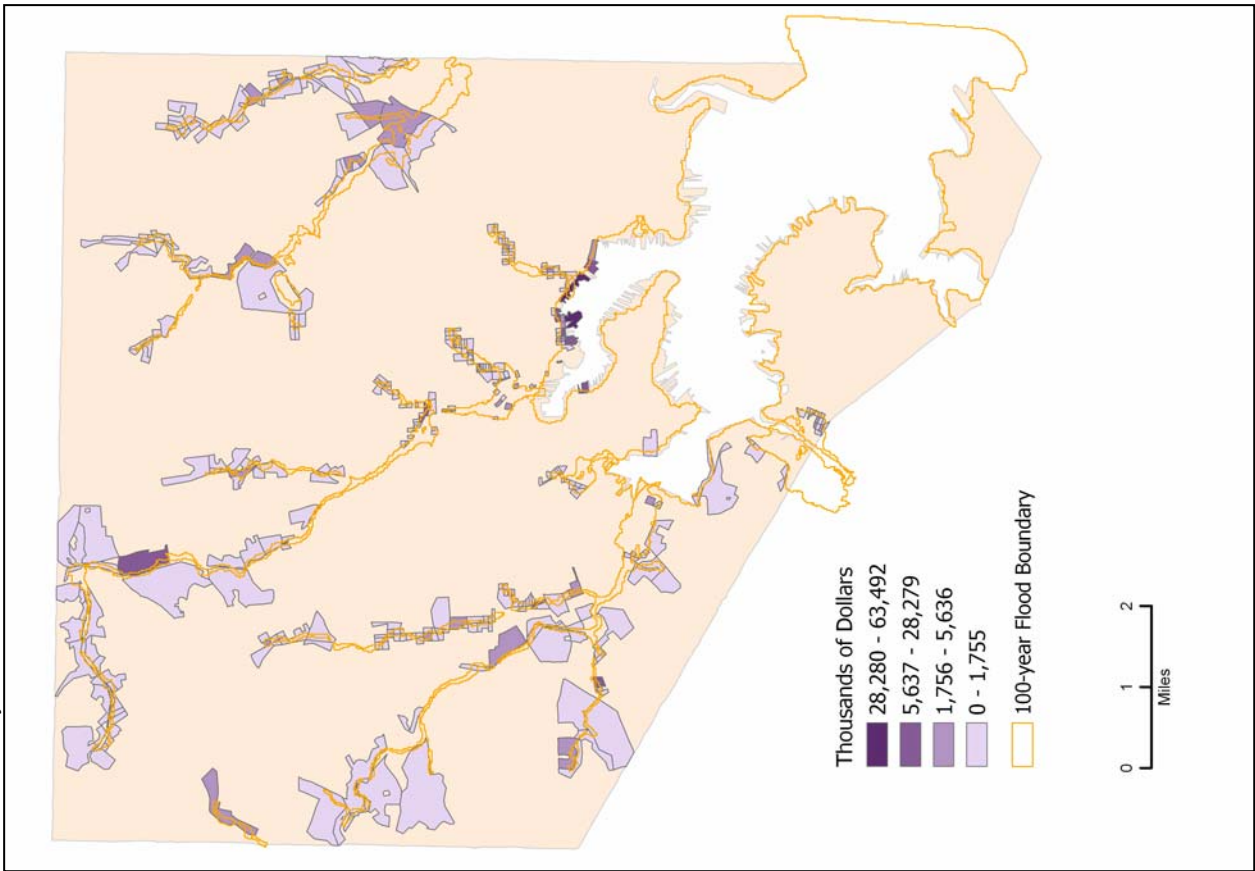 Thousands of Dollars
28,280 - 63,492
5,637 - 28,279
1,756 - 5,636
0 - 1,755
100-year Flood Boundary
0 1 2
Miles